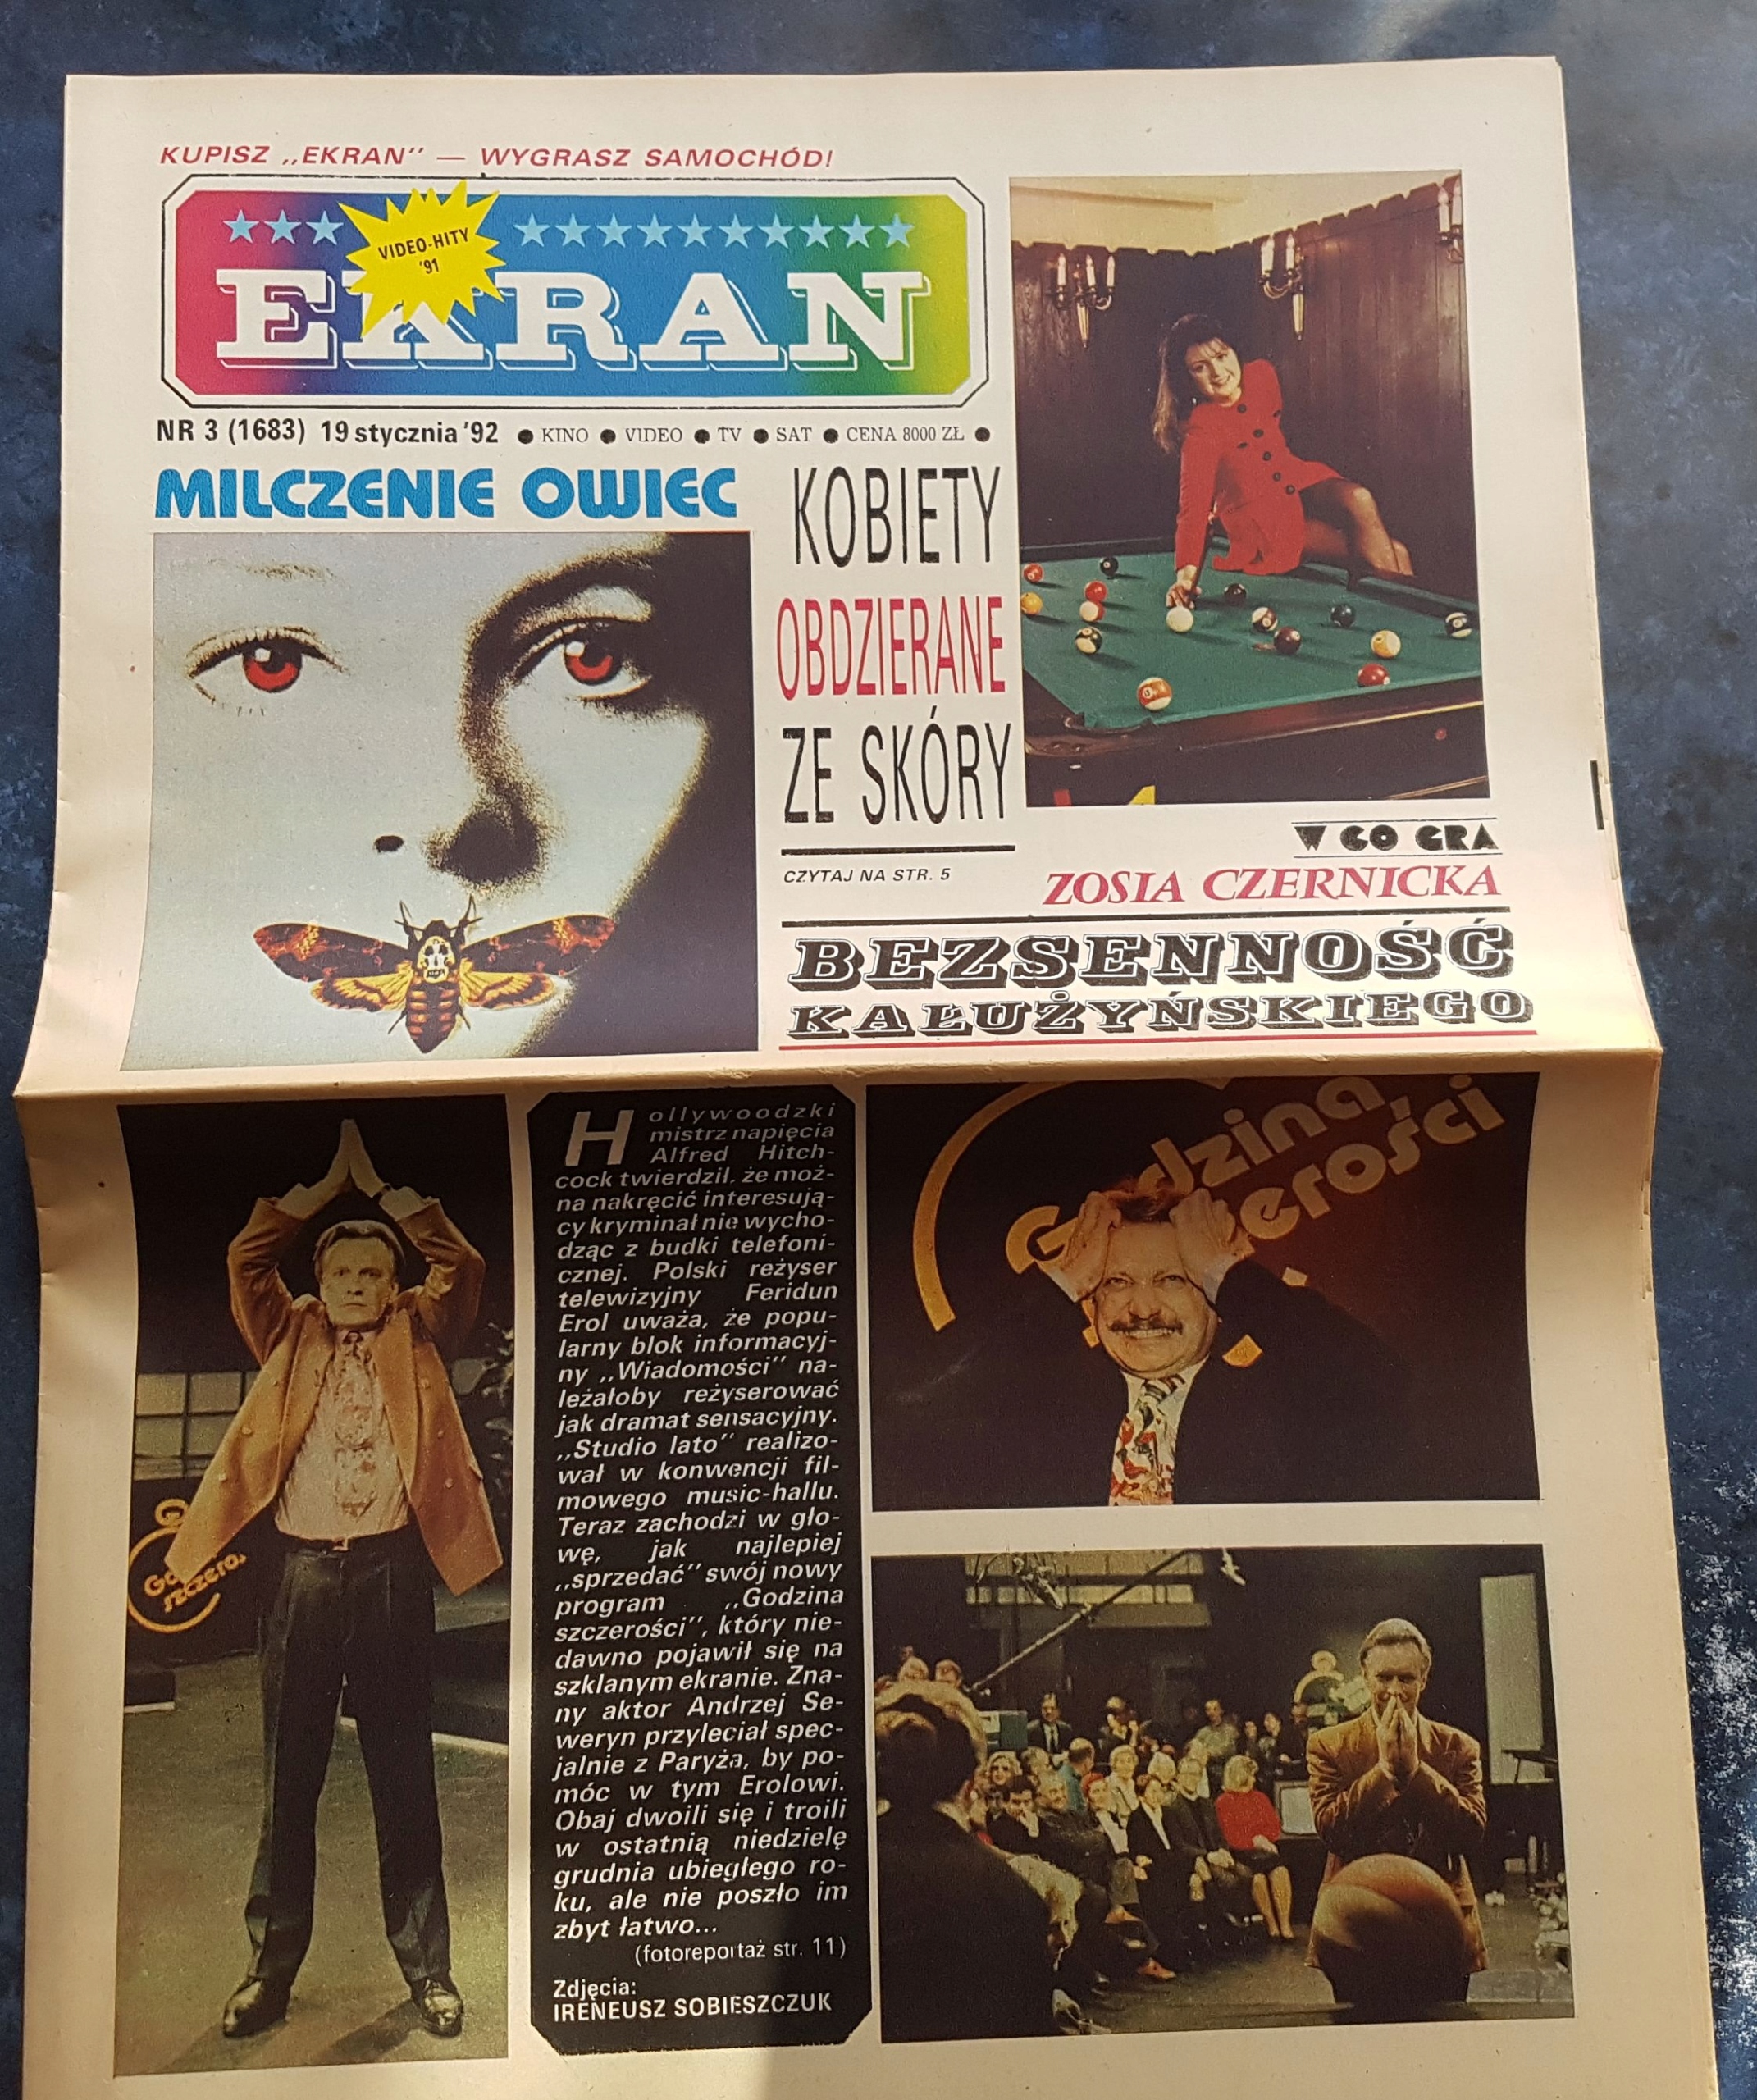 KUPISZ ,,EKRAN'' — WYGRASZ SAMOCHÓD!
VIDEO-HITY
'91
EKRAN
NR 3 (1683) 19 stycznia '92 ● KINO ● VIDEO ● TV ● SAT ● CENA 8000 ZŁ ●
MILCZENIE OWIEC
KOBIETY
OBDZIERANE
ZE SKÓRY
CZYTAJ NA STR. 5
W CO GRA
ZOSIA CZERNICKA
BEZSENNOŚĆ
KAŁUŻYŃSKIEGO
Hollywoodzki
mistrz napięcia
Alfred Hitch-
cock twierdził, że moż-
na nakręcić interesują-
cy kryminał nie wycho-
dząc z budki telefoni-
cznej. Polski reżyser
telewizyjny Feridun
Erol uważa, że popu-
larny blok informacyj-
ny ,,Wiadomości'' na-
leżałoby reżyserować
jak dramat sensacyjny.
,,Studio lato'' realizo-
wał w konwencji fil-
mowego music-hallu.
Teraz zachodzi w gło-
wę, jak najlepiej
,,sprzedać'' swój nowy
program ,,Godzina
szczerości'', który nie-
dawno pojawił się na
szklanym ekranie. Zna-
ny aktor Andrzej Se-
weryn przyleciał spec-
jalnie z Paryża, by po-
móc w tym Erolowi.
Obaj dwoili się i troili
w ostatnią niedzielę
grudnia ubiegłego ro-
ku, ale nie poszło im
zbyt łatwo...
(fotoreportaż str. 11)
Zdjęcia:
IRENEUSZ SOBIESZCZUK
G dzina
zerości
Go
szczero